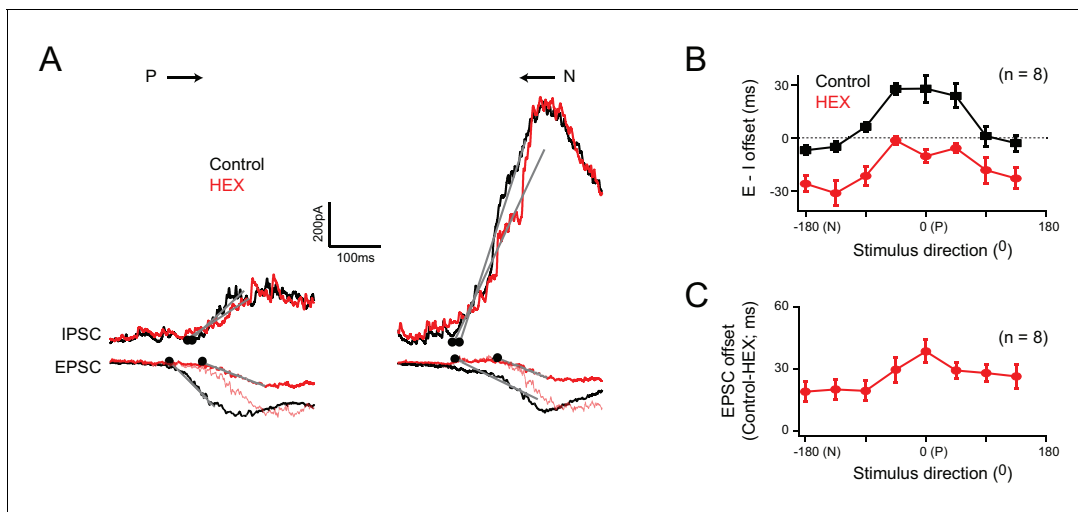 A
P
N
Control
HEX
200pA
100ms
IPSC
EPSC
B
Control
HEX
(n = 8)
E - I offset (ms)
30
0
-30
-180 (N)
0 (P)
180
Stimulus direction (⁰)
C
(n = 8)
EPSC offset
(Control-HEX; ms)
60
30
0
-180 (N)
0 (P)
180
Stimulus direction (⁰)